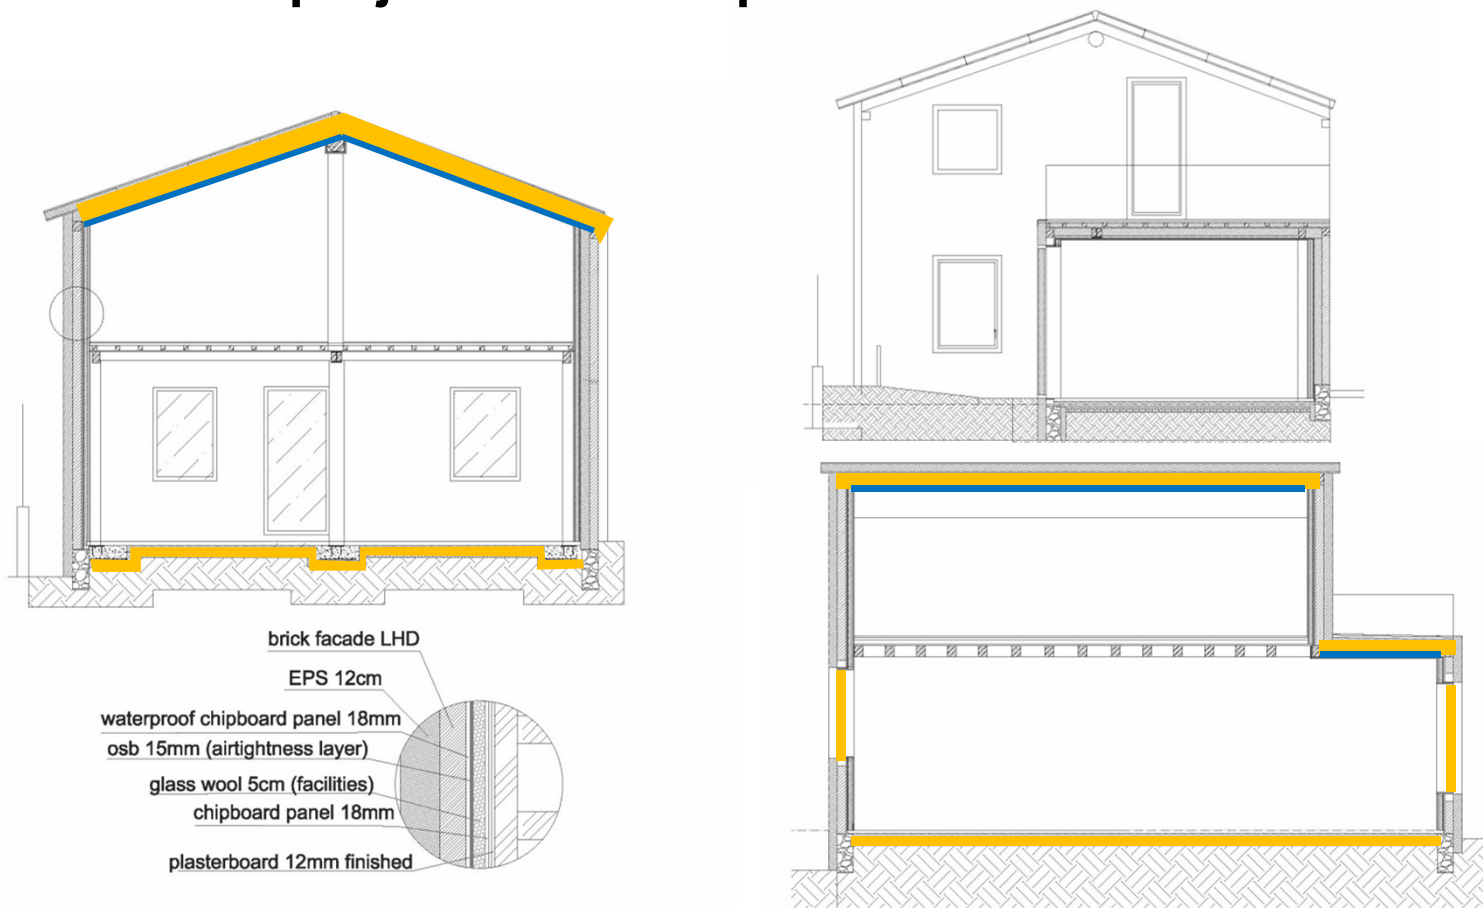 brick facade LHD
EPS 12cm
waterproof chipboard panel 18mm
osb 15mm (airtightness layer)
glass wool 5cm (facilities)
chipboard panel 18mm
plasterboard 12mm finished